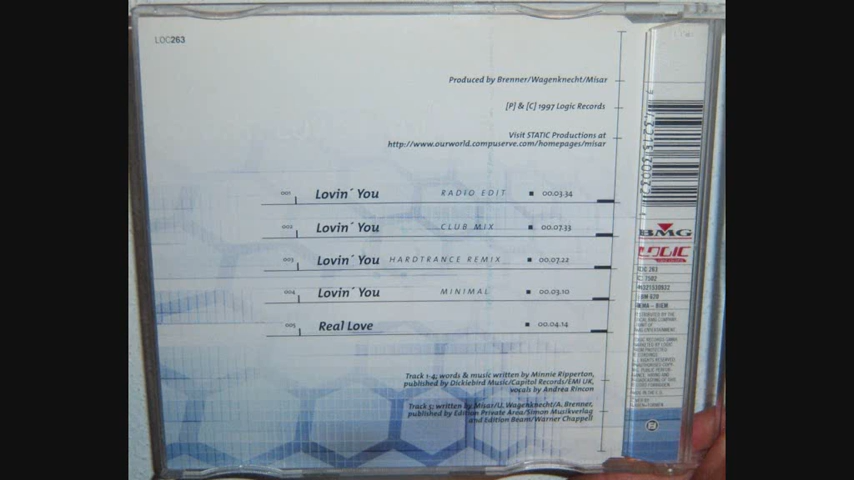 LOC263
Produced by Brenner/Wagenknecht/Misar
[P] & [C] 1997 Logic Records
Visit STATIC Productions at
http://www.ourworld.compuserve.com/homepages/misar
001 Lovin´ You RADIO EDIT 00.03.34
002 Lovin´ You CLUB MIX 00.07.33
003 Lovin´ You HARDTRANCE REMIX 00.07.22
004 Lovin´ You MINIMAL 00.03.10
005 Real Love 00.04.14
Track 1-4; words & music written by Minnie Ripperton,
published by Dickiebird Music/Capitol Records/EMI UK,
vocals by Andrea Rincon
Track 5; written by Misar/U. Wagenknecht/A. Brenner,
published by Edition Private Area/Simon Musikverlag
and Edition Beam/Warner Chappell
BMG
LOGIC